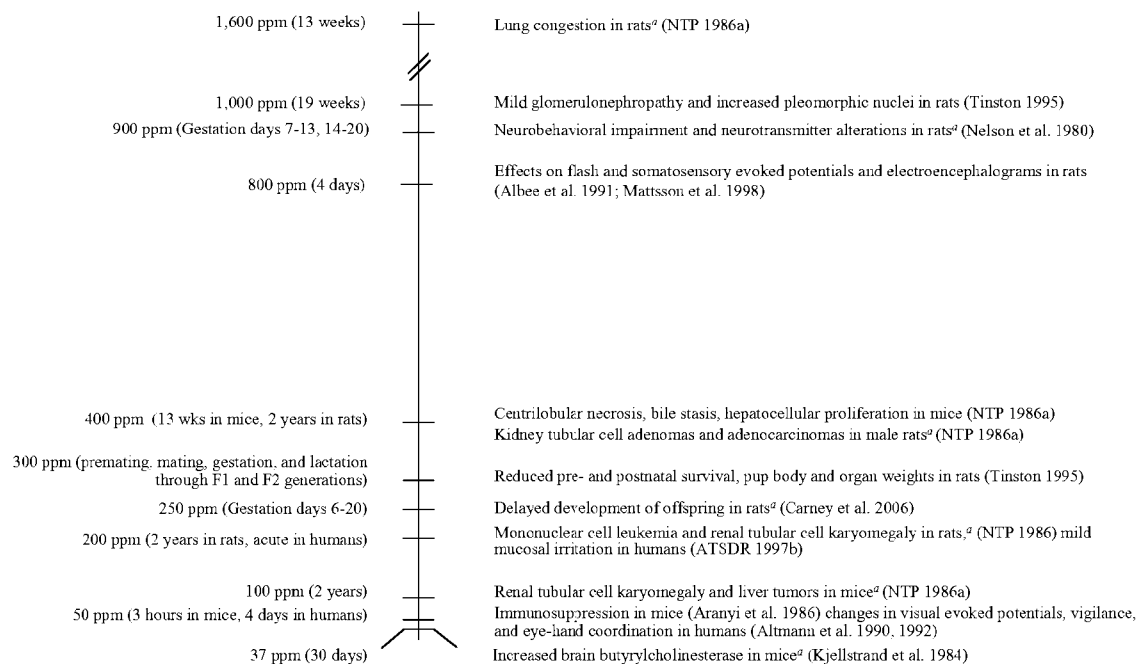 1,600 ppm (13 weeks)
Lung congestion in ratsᵃ (NTP 1986a)
1,000 ppm (19 weeks)
Mild glomerulonephropathy and increased pleomorphic nuclei in rats (Tinston 1995)
900 ppm (Gestation days 7-13, 14-20)
Neurobehavioral impairment and neurotransmitter alterations in ratsᵃ (Nelson et al. 1980)
800 ppm (4 days)
Effects on flash and somatosensory evoked potentials and electroencephalograms in rats
(Albee et al. 1991; Mattsson et al. 1998)
400 ppm (13 wks in mice, 2 years in rats)
Centrilobular necrosis, bile stasis, hepatocellular proliferation in mice (NTP 1986a)
Kidney tubular cell adenomas and adenocarcinomas in male ratsᵃ (NTP 1986a)
300 ppm (premating, mating, gestation, and lactation
through F1 and F2 generations)
Reduced pre- and postnatal survival, pup body and organ weights in rats (Tinston 1995)
250 ppm (Gestation days 6-20)
Delayed development of offspring in ratsᵃ (Carney et al. 2006)
200 ppm (2 years in rats, acute in humans)
Mononuclear cell leukemia and renal tubular cell karyomegaly in rats,ᵃ (NTP 1986) mild
mucosal irritation in humans (ATSDR 1997b)
100 ppm (2 years)
Renal tubular cell karyomegaly and liver tumors in miceᵃ (NTP 1986a)
50 ppm (3 hours in mice, 4 days in humans)
Immunosuppression in mice (Aranyi et al. 1986) changes in visual evoked potentials, vigilance,
and eye-hand coordination in humans (Altmann et al. 1990, 1992)
37 ppm (30 days)
Increased brain butyrylcholinesterase in miceᵃ (Kjellstrand et al. 1984)